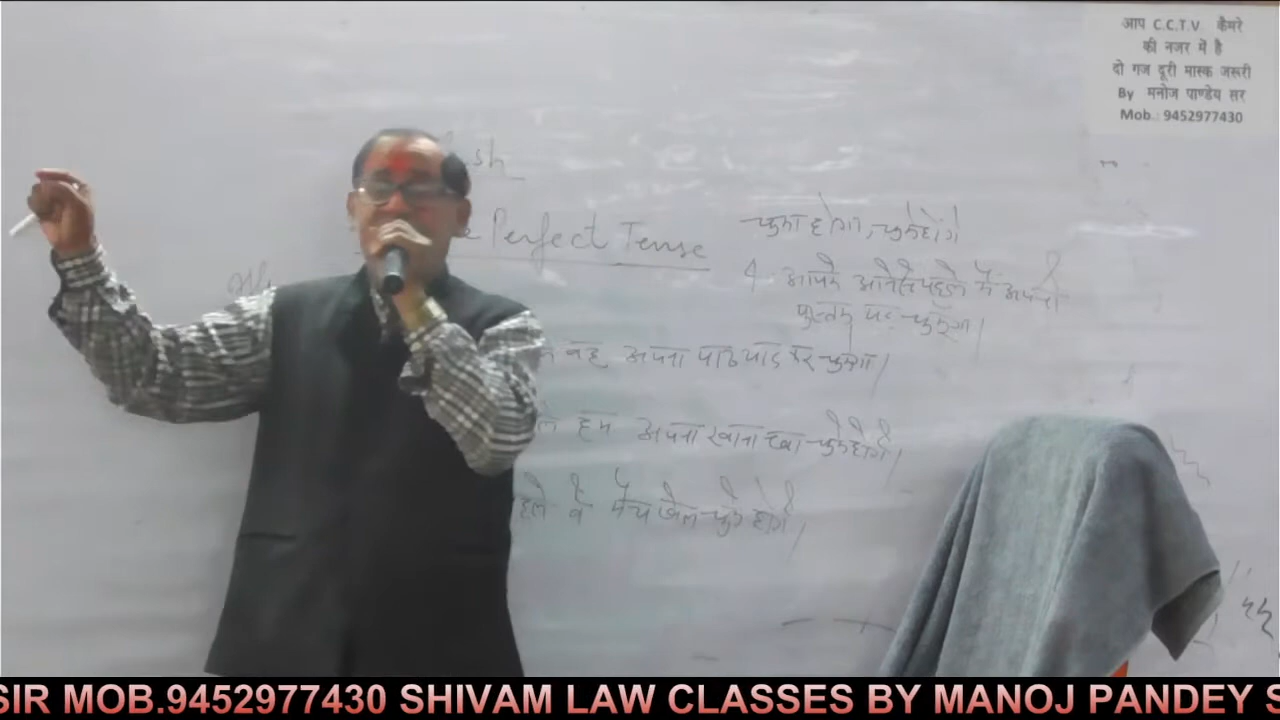 आप C.C.T.V. कैमरे
की नजर में है
दो गज दूरी मास्क जरूरी
By मनोज पाण्डेय सर
Mob.: 9452977430
Perfect Tense
चुका होगा, चुके होंगे
4. आपके आने से पहले मैं अपनी
पुस्तक पढ़ चुकूँगा।
वह अपना पाठ याद कर चुकेगा।
हम अपना खाना खा चुके होंगे।
वे मैच खेल चुके होंगे।
SIR MOB.9452977430 SHIVAM LAW CLASSES BY MANOJ PANDEY S